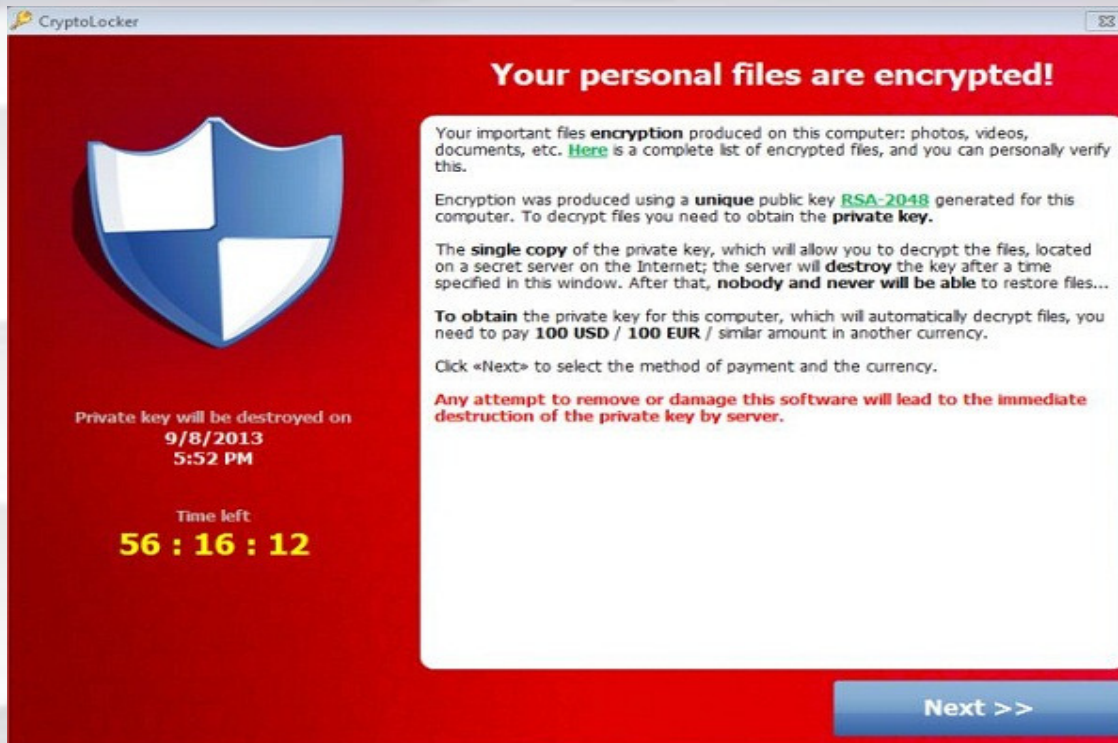 CryptoLocker
Your personal files are encrypted!
Your important files encryption produced on this computer: photos, videos,
documents, etc. Here is a complete list of encrypted files, and you can personally verify
this.
Encryption was produced using a unique public key RSA-2048 generated for this
computer. To decrypt files you need to obtain the private key.
The single copy of the private key, which will allow you to decrypt the files, located
on a secret server on the Internet; the server will destroy the key after a time
specified in this window. After that, nobody and never will be able to restore files...
To obtain the private key for this computer, which will automatically decrypt files, you
need to pay 100 USD / 100 EUR / similar amount in another currency.
Click «Next» to select the method of payment and the currency.
Any attempt to remove or damage this software will lead to the immediate
destruction of the private key by server.
Private key will be destroyed on
9/8/2013
5:52 PM
Time left
56 : 16 : 12
Next >>